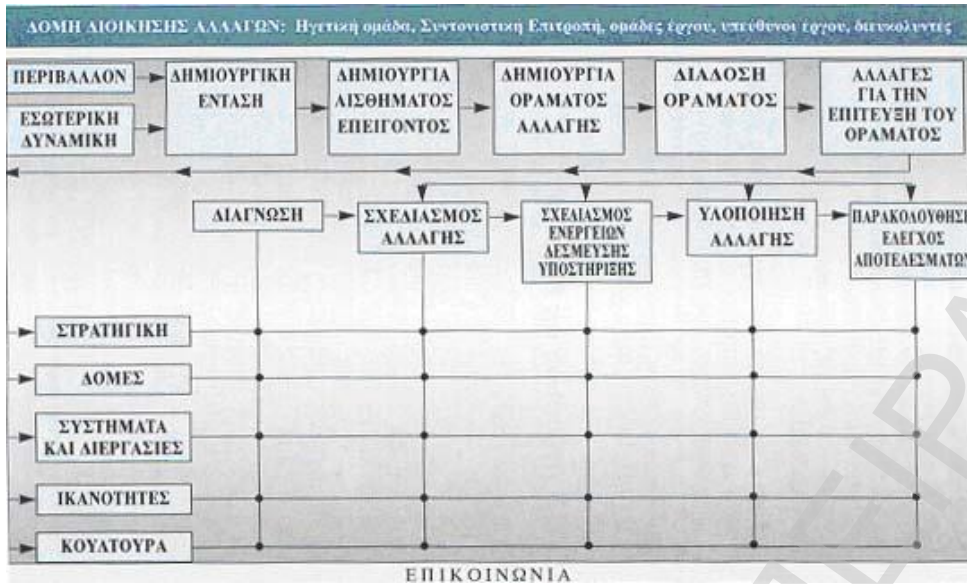 ΔΟΜΗ ΔΙΟΙΚΗΣΗΣ ΑΛΛΑΓΩΝ: Ηγετική ομάδα, Συντονιστική Επιτροπή, ομάδες έργου, υπεύθυνοι έργου, διευκολυντες
ΠΕΡΙΒΑΛΛΟΝ
ΕΣΩΤΕΡΙΚΗ
ΔΥΝΑΜΙΚΗ
ΔΗΜΙΟΥΡΓΙΚΗ
ΕΝΤΑΣΗ
ΔΗΜΙΟΥΡΓΙΑ
ΑΙΣΘΗΜΑΤΟΣ
ΕΠΕΙΓΟΝΤΟΣ
ΔΗΜΙΟΥΡΓΙΑ
ΟΡΑΜΑΤΟΣ
ΑΛΛΑΓΗΣ
ΔΙΑΔΟΣΗ
ΟΡΑΜΑΤΟΣ
ΑΛΛΑΓΕΣ
ΓΙΑ ΤΗΝ
ΕΠΙΤΕΥΞΗ ΤΟΥ
ΟΡΑΜΑΤΟΣ
ΔΙΑΓΝΩΣΗ
ΣΧΕΔΙΑΣΜΟΣ
ΑΛΛΑΓΗΣ
ΣΧΕΔΙΑΣΜΟΣ
ΕΝΕΡΓΕΙΩΝ
ΔΕΣΜΕΥΣΗΣ
ΥΠΟΣΤΗΡΙΞΗΣ
ΥΛΟΠΟΙΗΣΗ
ΑΛΛΑΓΗΣ
ΠΑΡΑΚΟΛΟΥΘΗΣΗ
ΕΛΕΓΧΟΣ
ΑΠΟΤΕΛΕΣΜΑΤΩΝ
ΣΤΡΑΤΗΓΙΚΗ
ΔΟΜΕΣ
ΣΥΣΤΗΜΑΤΑ
ΚΑΙ ΔΙΕΡΓΑΣΙΕΣ
ΙΚΑΝΟΤΗΤΕΣ
ΚΟΥΛΤΟΥΡΑ
ΕΠΙΚΟΙΝΩΝΙΑ